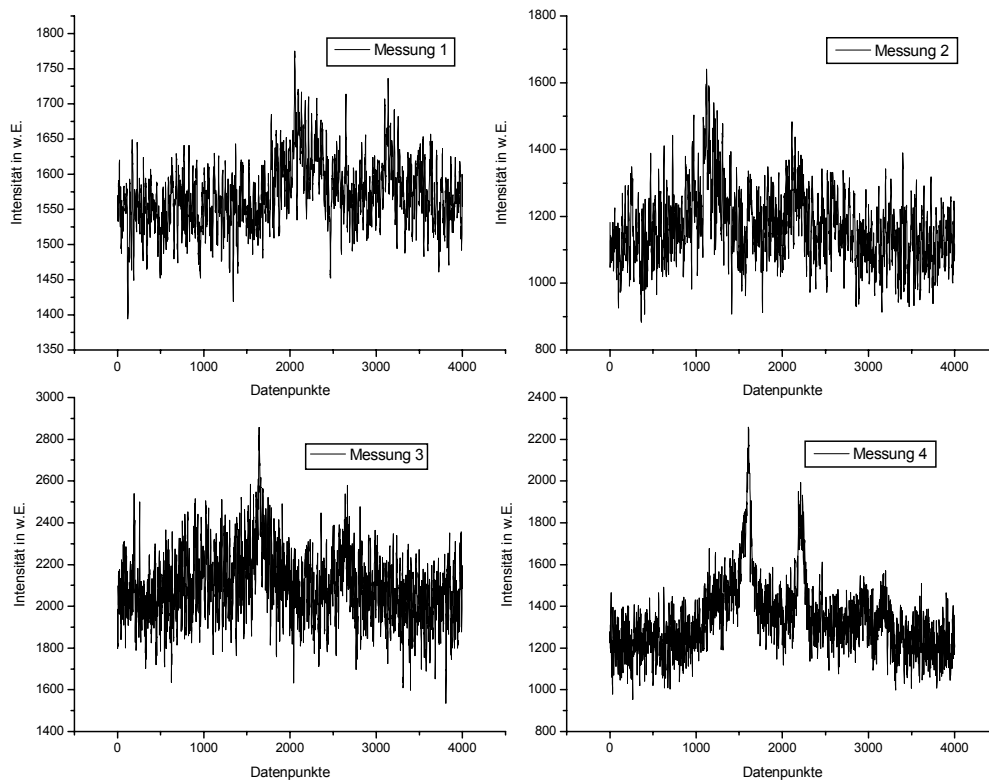 Messung 1
Intensität in w.E.
1800
1750
1700
1650
1600
1550
1500
1450
1400
1350
0 1000 2000 3000 4000
Datenpunkte
Messung 2
Intensität in w.E.
1800
1600
1400
1200
1000
800
0 1000 2000 3000 4000
Datenpunkte
Messung 3
Intensität in w.E.
3000
2800
2600
2400
2200
2000
1800
1600
1400
0 1000 2000 3000 4000
Datenpunkte
Messung 4
Intensität in w.E.
2400
2200
2000
1800
1600
1400
1200
1000
800
0 1000 2000 3000 4000
Datenpunkte